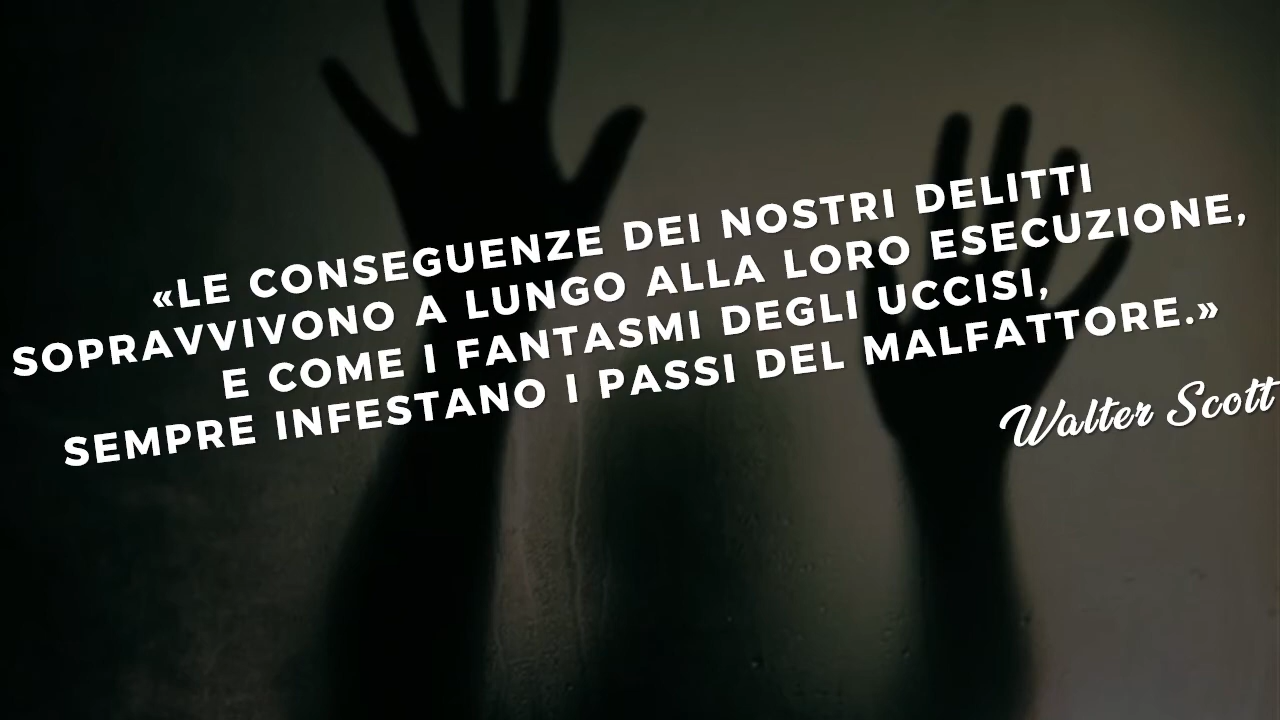 «LE CONSEGUENZE DEI NOSTRI DELITTI
SOPRAVVIVONO A LUNGO ALLA LORO ESECUZIONE,
E COME I FANTASMI DEGLI UCCISI,
SEMPRE INFESTANO I PASSI DEL MALFATTORE.»
Walter Scott